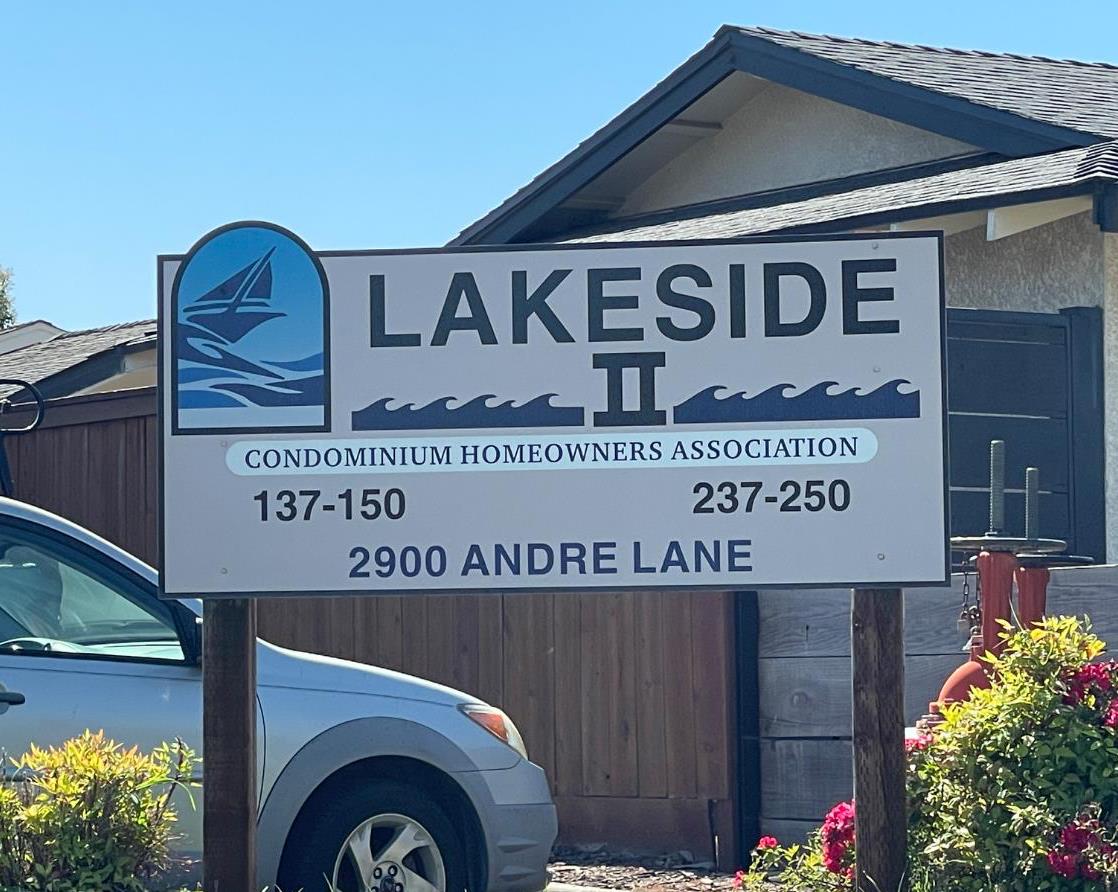 LAKESIDE
II
CONDOMINIUM HOMEOWNERS ASSOCIATION
137-150 237-250
2900 ANDRE LANE